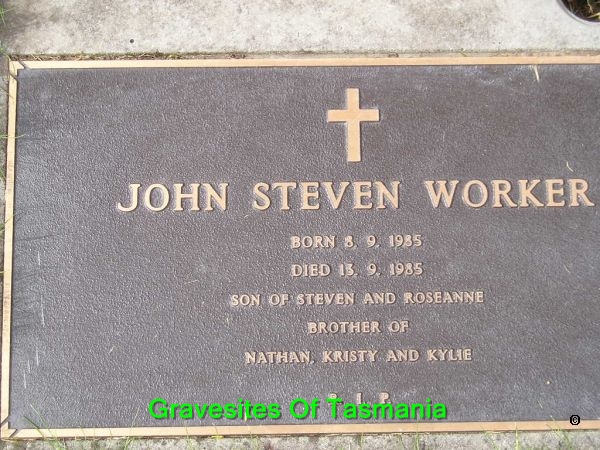 JOHN STEVEN WORKER
BORN 8. 9. 1985
DIED 13. 9. 1985
SON OF STEVEN AND ROSEANNE
BROTHER OF
NATHAN, KRISTY AND KYLIE
R. I. P.
Gravesites Of Tasmania
©